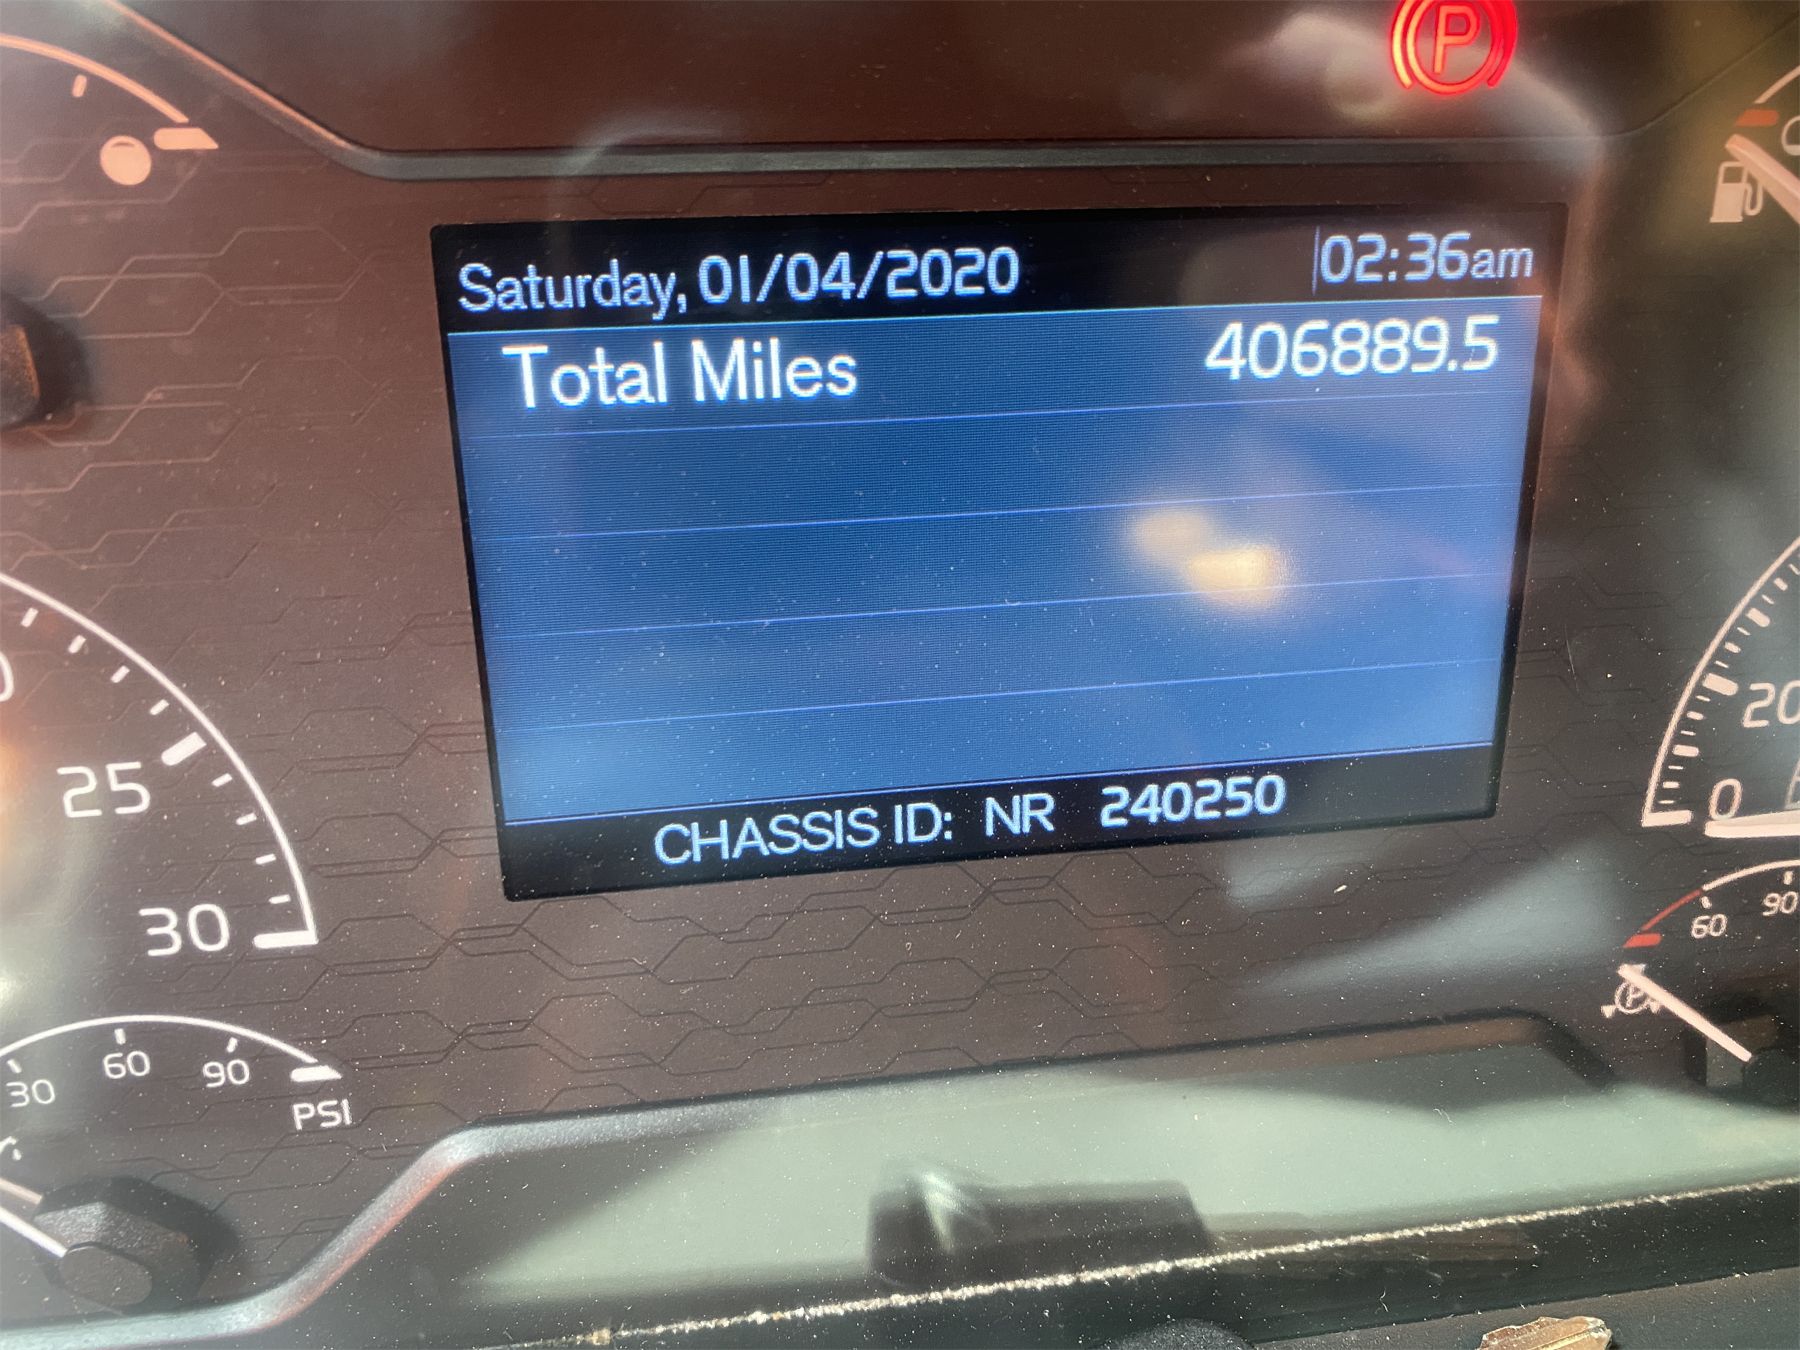 P
Saturday, 01/04/2020 02:36am
Total Miles 406889.5
CHASSIS ID: NR 240250
25
30
30 60 90
PSI
20
0
60 90
P